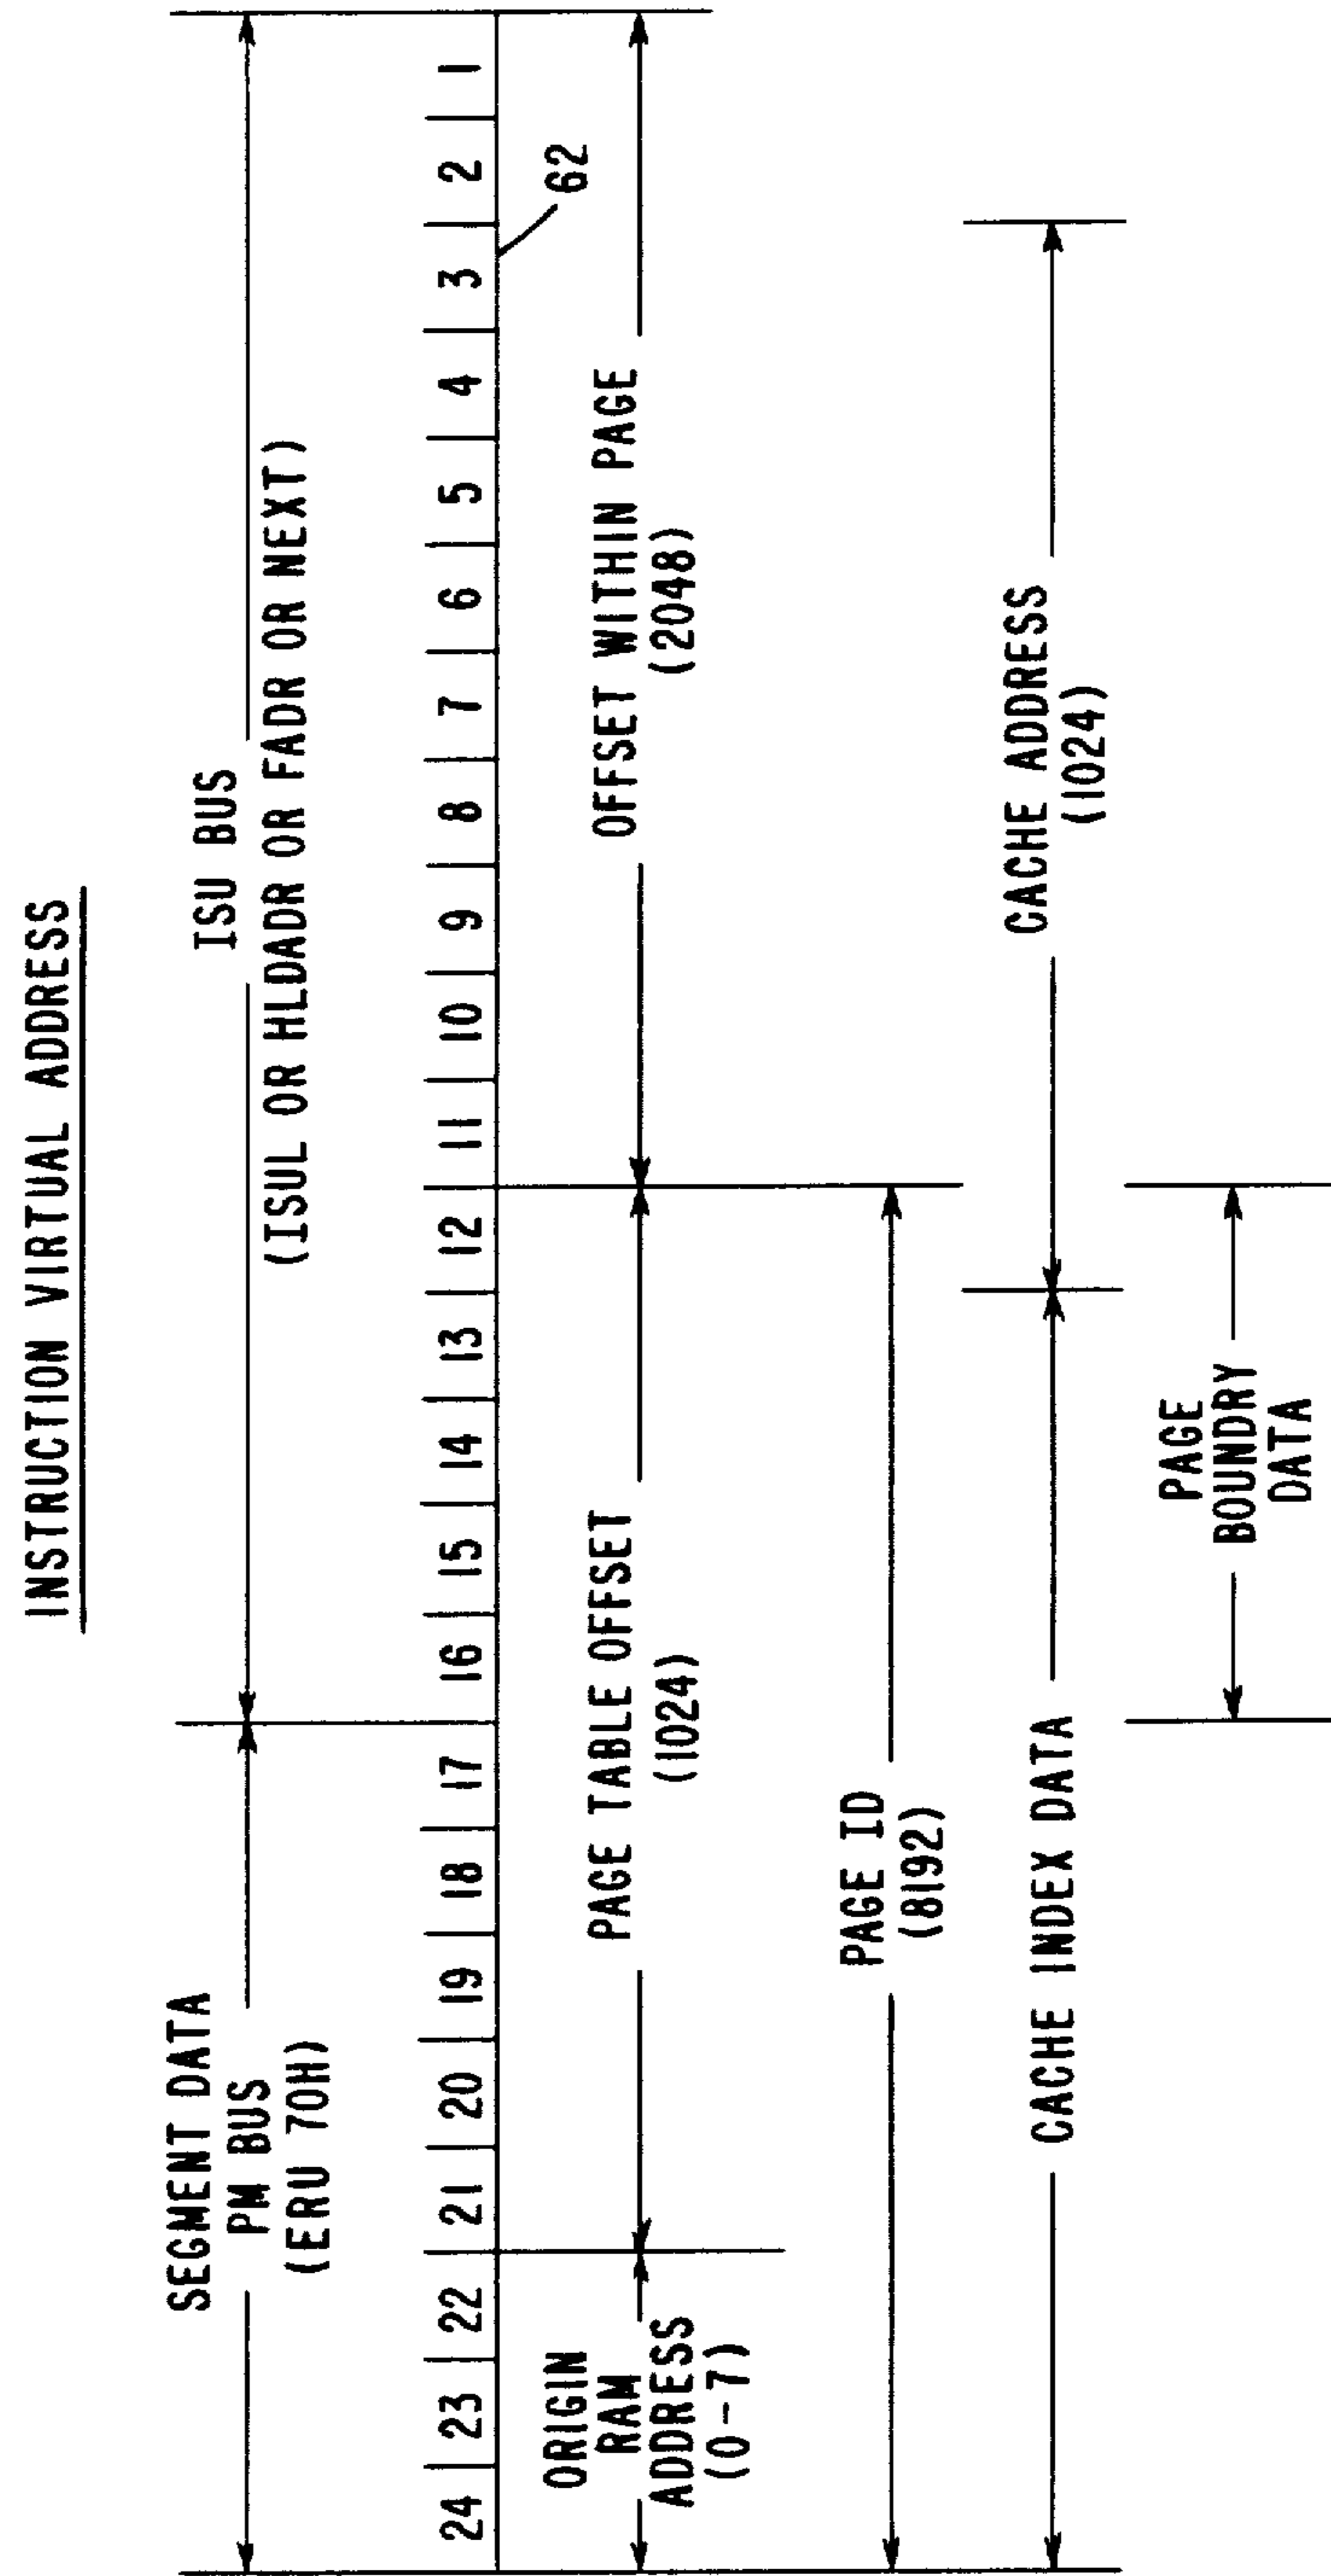 INSTRUCTION VIRTUAL ADDRESS
SEGMENT DATA
PM BUS
(ERU 70H)
ISU BUS
(ISUL OR HLDADR OR FADR OR NEXT)
24 23 22 21 20 19 18 17 16 15 14 13 12 11 10 9 8 7 6 5 4 3 2 1
62
ORIGIN
RAM
ADDRESS
(0-7)
PAGE TABLE OFFSET
(1024)
OFFSET WITHIN PAGE
(2048)
PAGE ID
(8192)
CACHE INDEX DATA
CACHE ADDRESS
(1024)
PAGE
BOUNDRY
DATA